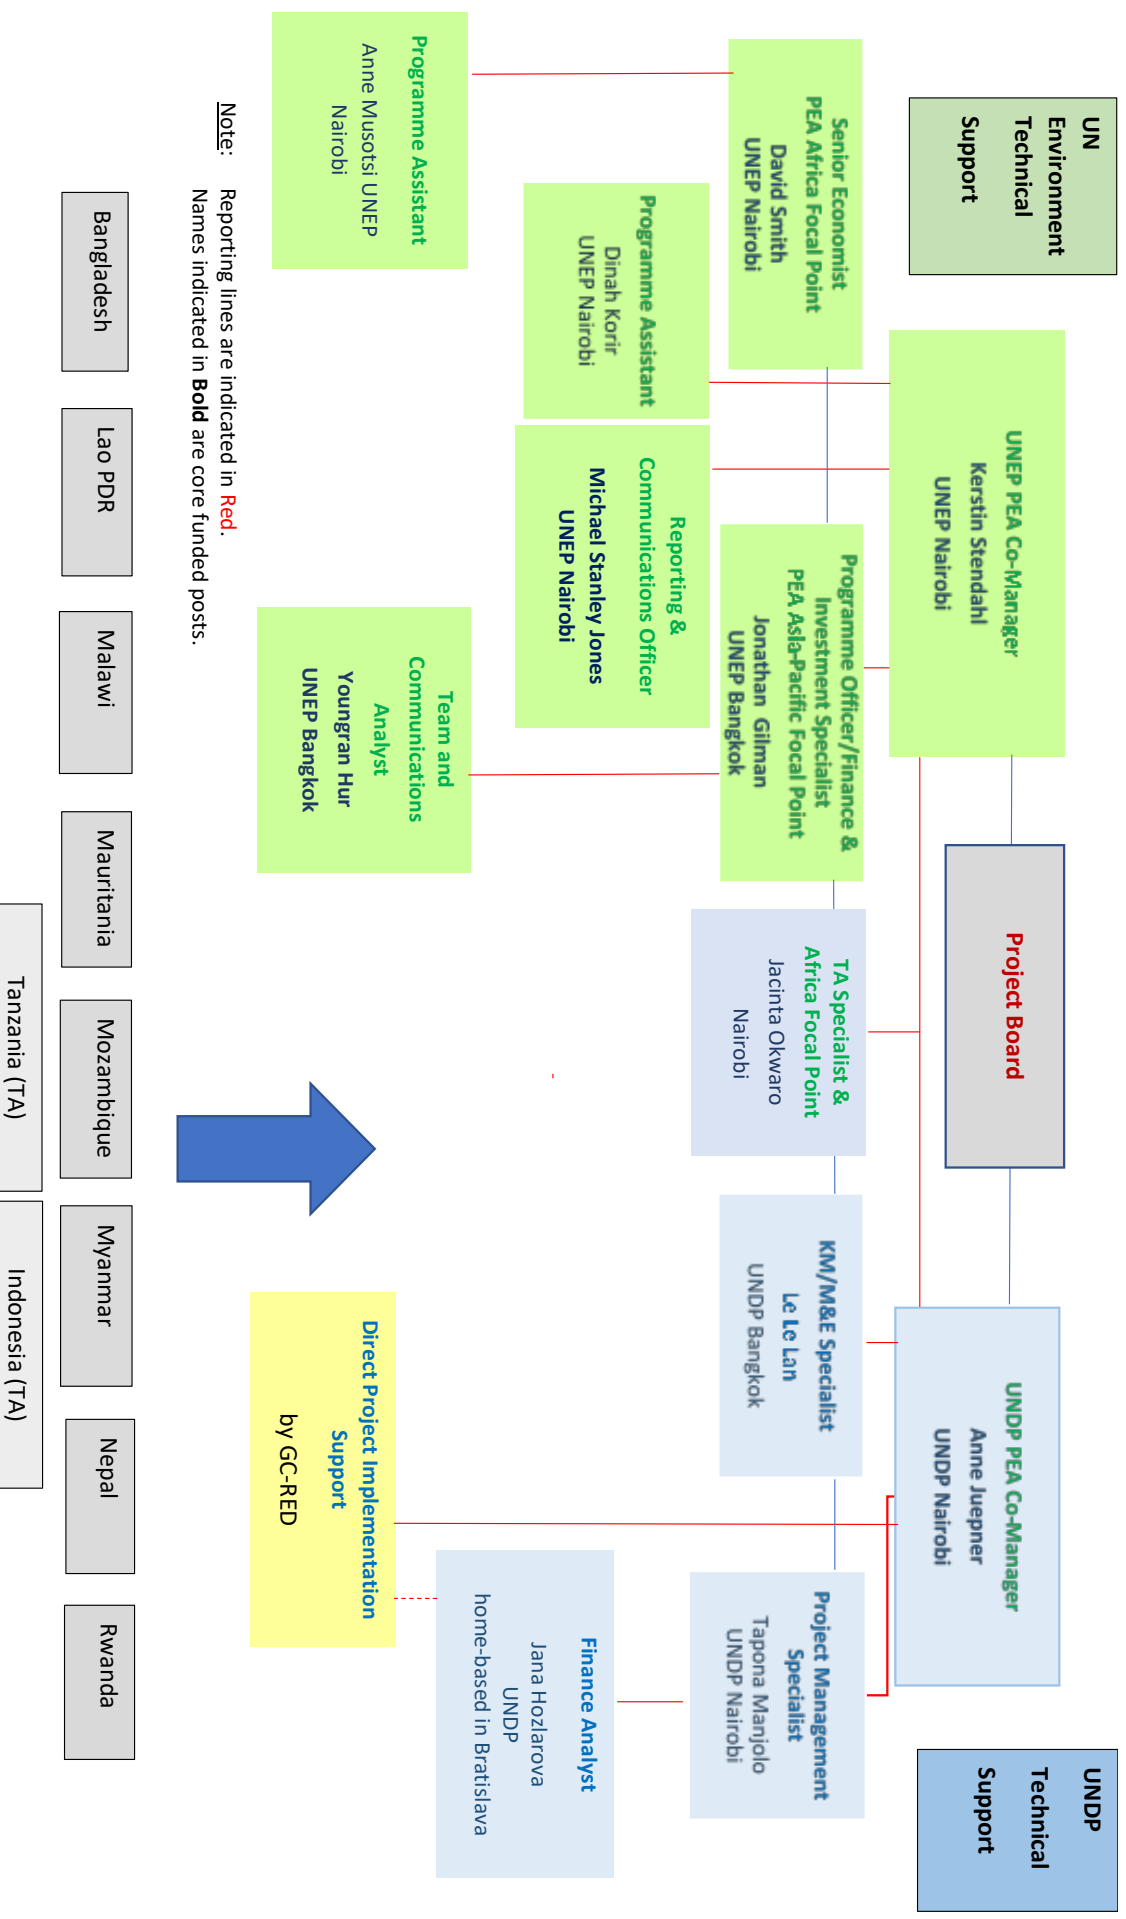 UN
Environment
Technical
Support
UNEP PEA Co-Manager
Kerstin Stendahl
UNEP Nairobi
Project Board
UNDP PEA Co-Manager
Anne Juepner
UNDP Nairobi
UNDP
Technical
Support
Senior Economist
PEA Africa Focal Point
David Smith
UNEP Nairobi
Programme Officer/Finance &
Investment Specialist
PEA Asla-Pacific Focal Point
Jonathan Gilman
UNEP Bangkok
TA Specialist &
Africa Focal Point
Jacinta Okwaro
Nairobi
KM/M&E Specialist
Le Le Lan
UNDP Bangkok
Project Management
Specialist
Tapona Manjolo
UNDP Nairobi
Programme Assistant
Dinah Korir
UNEP Nairobi
Reporting &
Communications Officer
Michael Stanley Jones
UNEP Nairobi
Finance Analyst
Jana Hozlarova
UNDP
home-based in Bratislava
Programme Assistant
Anne Musotsi UNEP
Nairobi
Team and
Communications
Analyst
Youngran Hur
UNEP Bangkok
Direct Project Implementation
Support
by GC-RED
Note: Reporting lines are indicated in Red.
Names indicated in Bold are core funded posts.
Bangladesh
Lao PDR
Malawi
Mauritania
Mozambique
Myanmar
Nepal
Rwanda
Tanzania (TA)
Indonesia (TA)